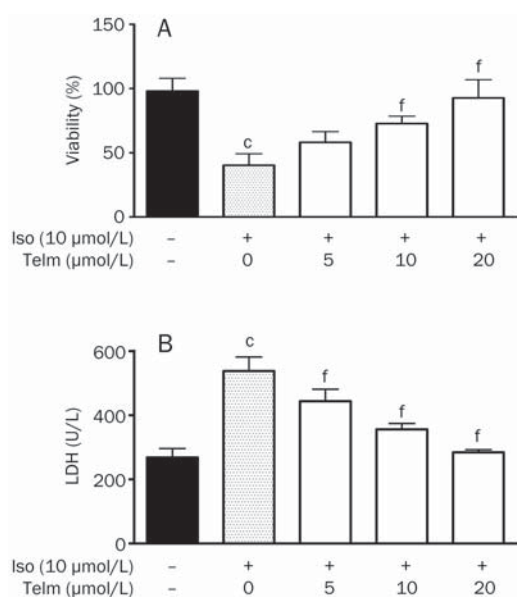 A
150
100
50
0
Viability (%)
c
f
f
Iso (10 µmol/L) – + + + +
Telm (µmol/L) – 0 5 10 20
B
600
400
200
0
LDH (U/L)
c
f
f
f
Iso (10 µmol/L) – + + + +
Telm (µmol/L) – 0 5 10 20